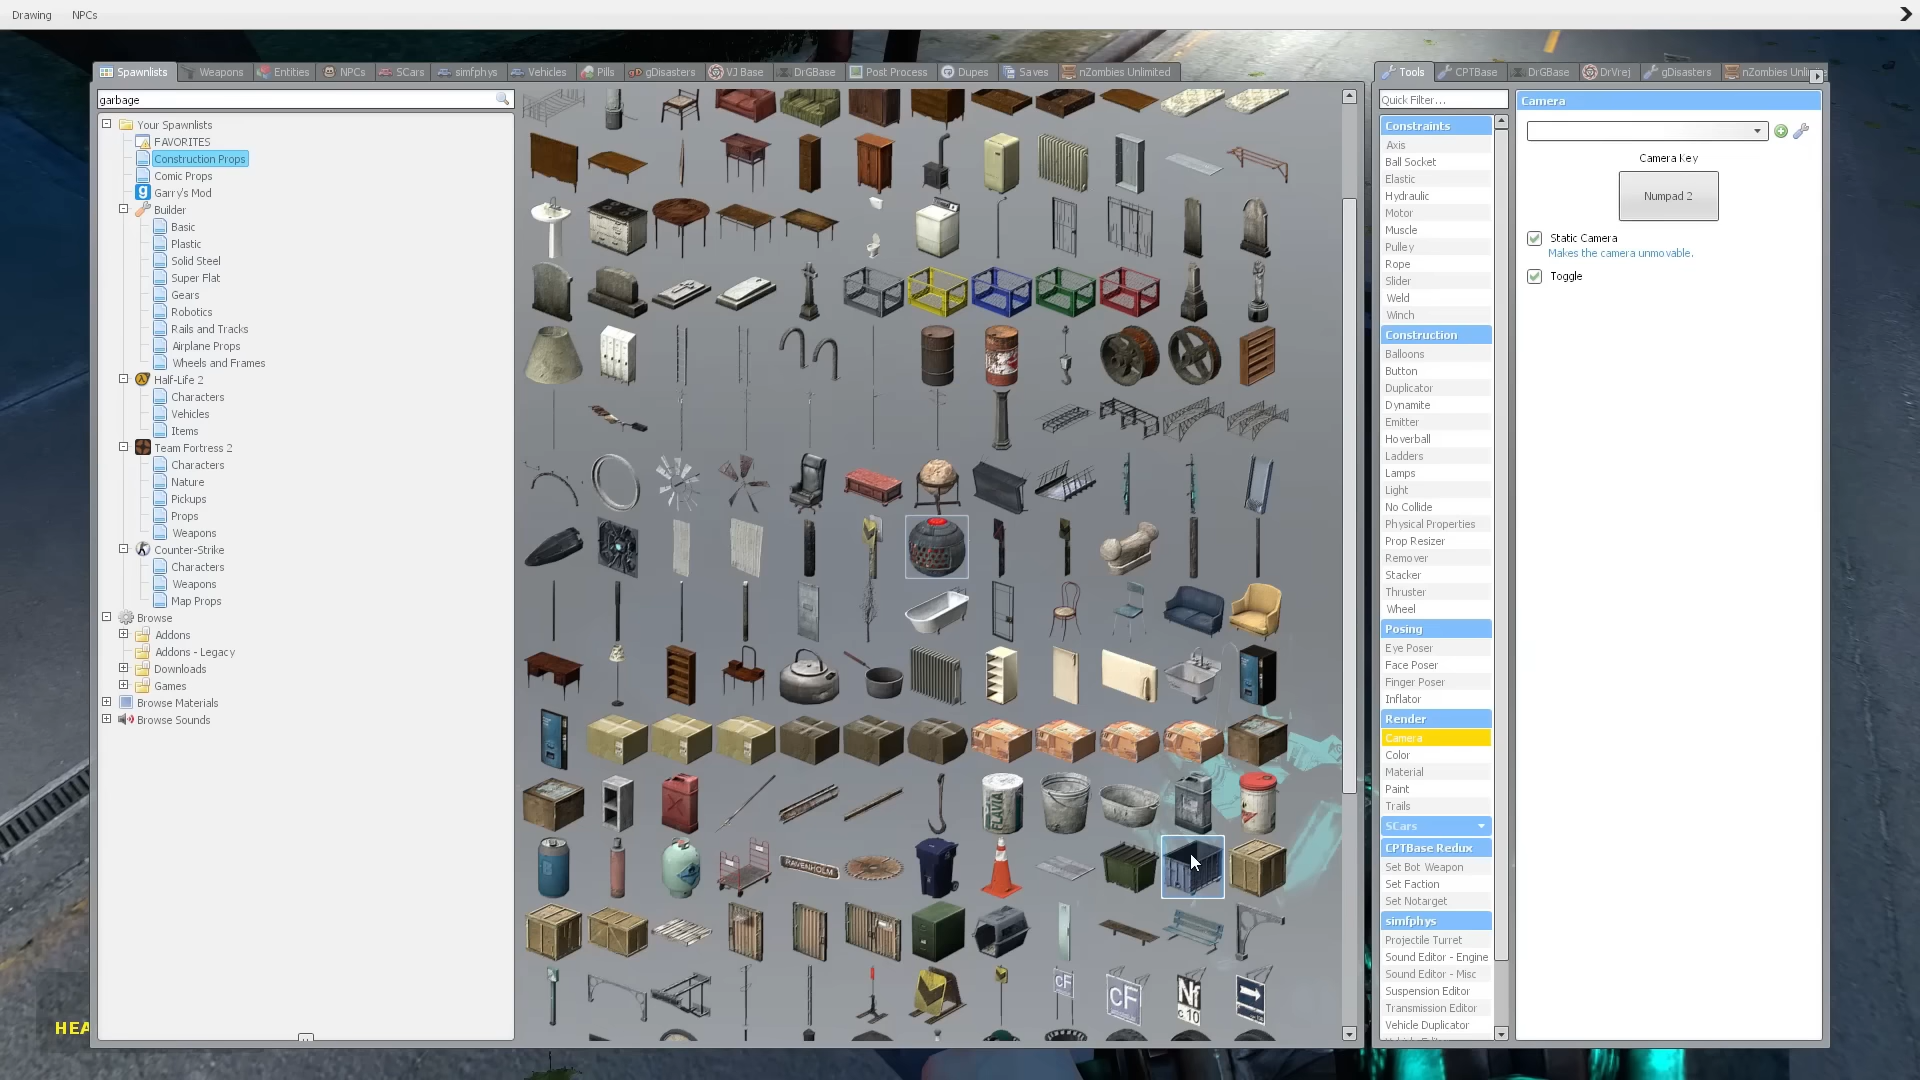 Drawing NPCs
Spawnlists Weapons Entities NPCs SCars simfphys Vehicles Pills gDisasters VJ Base DrGBase Post Process Dupes Saves nZombies Unlimited
garbage
Your Spawnlists
FAVORITES
Construction Props
Comic Props
Garry's Mod
Builder
Basic
Plastic
Solid Steel
Super Flat
Gears
Robotics
Rails and Tracks
Airplane Props
Wheels and Frames
Half-Life 2
Characters
Vehicles
Items
Team Fortress 2
Characters
Nature
Pickups
Props
Weapons
Counter-Strike
Characters
Weapons
Map Props
Browse
Addons
Addons - Legacy
Downloads
Games
Browse Materials
Browse Sounds
HEA
RAVENHOLM
cF
cF
Nf
c 10
Tools CPTBase DrGBase DrVrej gDisasters nZombies Unli
Quick Filter...
Constraints
Axis
Ball Socket
Elastic
Hydraulic
Motor
Muscle
Pulley
Rope
Slider
Weld
Winch
Construction
Balloons
Button
Duplicator
Dynamite
Emitter
Hoverball
Ladders
Lamps
Light
No Collide
Physical Properties
Prop Resizer
Remover
Stacker
Thruster
Wheel
Posing
Eye Poser
Face Poser
Finger Poser
Inflator
Render
Camera
Color
Material
Paint
Trails
SCars
CPTBase Redux
Set Bot Weapon
Set Faction
Set Notarget
simfphys
Projectile Turret
Sound Editor - Engine
Sound Editor - Misc
Suspension Editor
Transmission Editor
Vehicle Duplicator
Camera
Camera Key
Numpad 2
Static Camera
Makes the camera unmovable.
Toggle